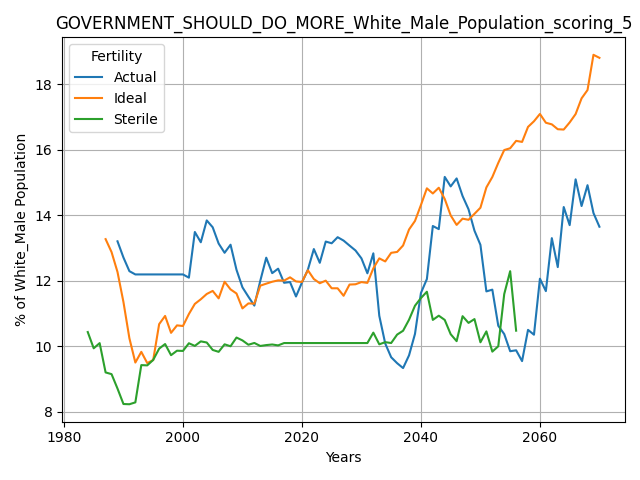 GOVERNMENT_SHOULD_DO_MORE_White_Male_Population_scoring_5
Fertility
Actual
Ideal
Sterile
% of White_Male Population
18
16
14
12
10
8
1980
2000
2020
2040
2060
Years